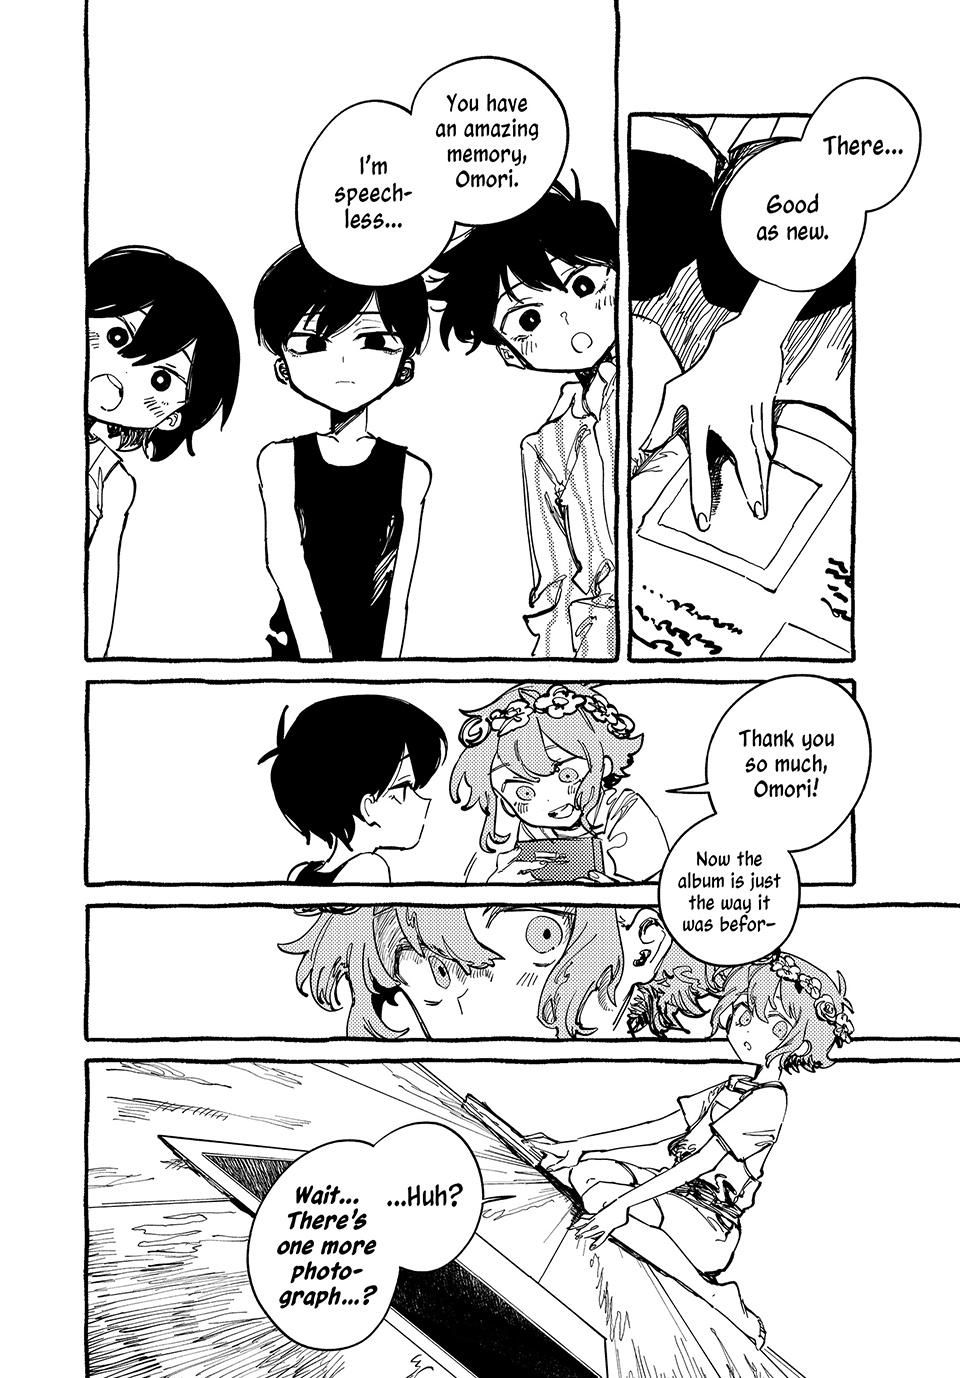 There...
Good
as new.
You have
an amazing
memory,
Omori.
I'm
speech-
less...
Thank you
so much,
Omori!
Now the
album is just
the way it
was befor-
...Huh?
Wait...
There's
one more
photo-
graph...?